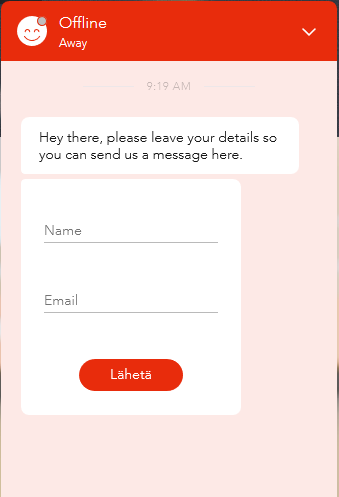 Offline
Away
9:19 AM
Hey there, please leave your details so
you can send us a message here.
Name
Email
Lähetä